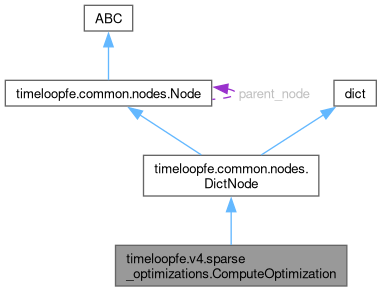 ABC
timeloopfe.common.nodes.Node
parent_node
dict
timeloopfe.common.nodes.
DictNode
timeloopfe.v4.sparse
_optimizations.ComputeOptimization